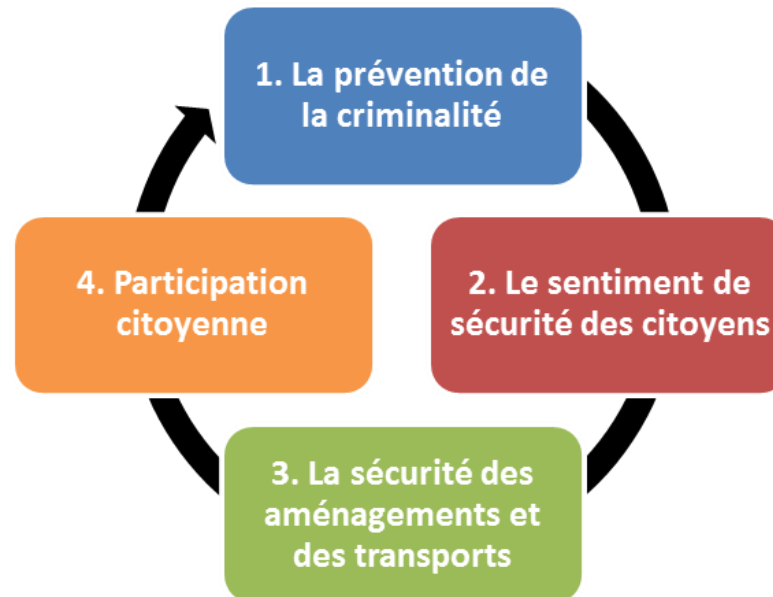 1. La prévention de
la criminalité
2. Le sentiment de
sécurité des citoyens
3. La sécurité des
aménagements et
des transports
4. Participation
citoyenne